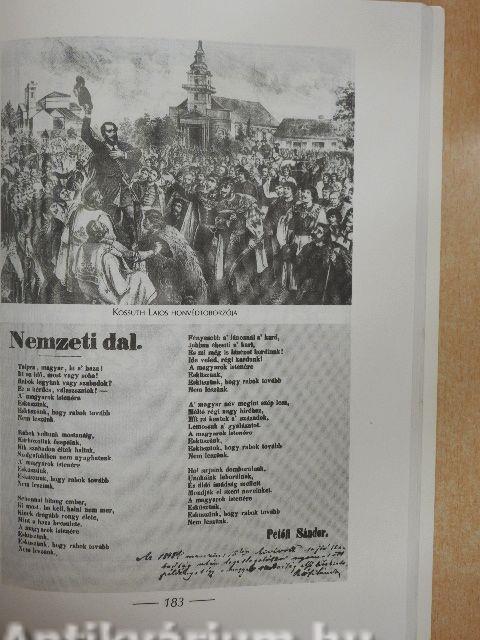 KOSSUTH LAJOS HONVÉDTOBORZÓJA
Nemzeti dal.
Talpra magyar, hí a' haza!
Itt az idő, most vagy soha!
Rabok legyünk vagy szabadok?
Ez a kérdés, válasszatok! —
A magyarok istenére
Esküszünk,
Esküszünk, hogy rabok tovább
Nem leszünk.
Rabok voltunk mostanáig,
Kárhozottak ősapáink,
Kik szabadon éltek haltak,
Szolgaföldben nem nyughatnak.
A magyarok istenére
Esküszünk,
Esküszünk, hogy rabok tovább
Nem leszünk.
Sehonnai bitang ember,
Ki most, ha kell, halni nem mer,
Kinek drágább rongy élete,
Mint a haza becsülete.
A magyarok istenére
Esküszünk,
Esküszünk, hogy rabok tovább
Nem leszünk.
Fényesebb a' láncznál a' kard,
Jobban ékesíti a' kart,
És mi még is lánczot hordunk!
Ide veled, régi kardunk!
A magyarok istenére
Esküszünk,
Esküszünk, hogy rabok tovább
Nem leszünk.
A' magyar név megint szép lesz,
Méltó régi nagy híréhez,
Mit rá kentek a' századok,
Lemossuk a' gyalázatot.
A magyarok istenére
Esküszünk,
Esküszünk, hogy rabok tovább
Nem leszünk.
Hol sírjaink domborulnak,
Unokáink leborulnak,
És áldó imádság mellett
Mondják el szent neveinket.
A magyarok istenére
Esküszünk,
Esküszünk, hogy rabok tovább
Nem leszünk.
Petőfi Sándor.
Az 1848
183
Antikvárium.hu